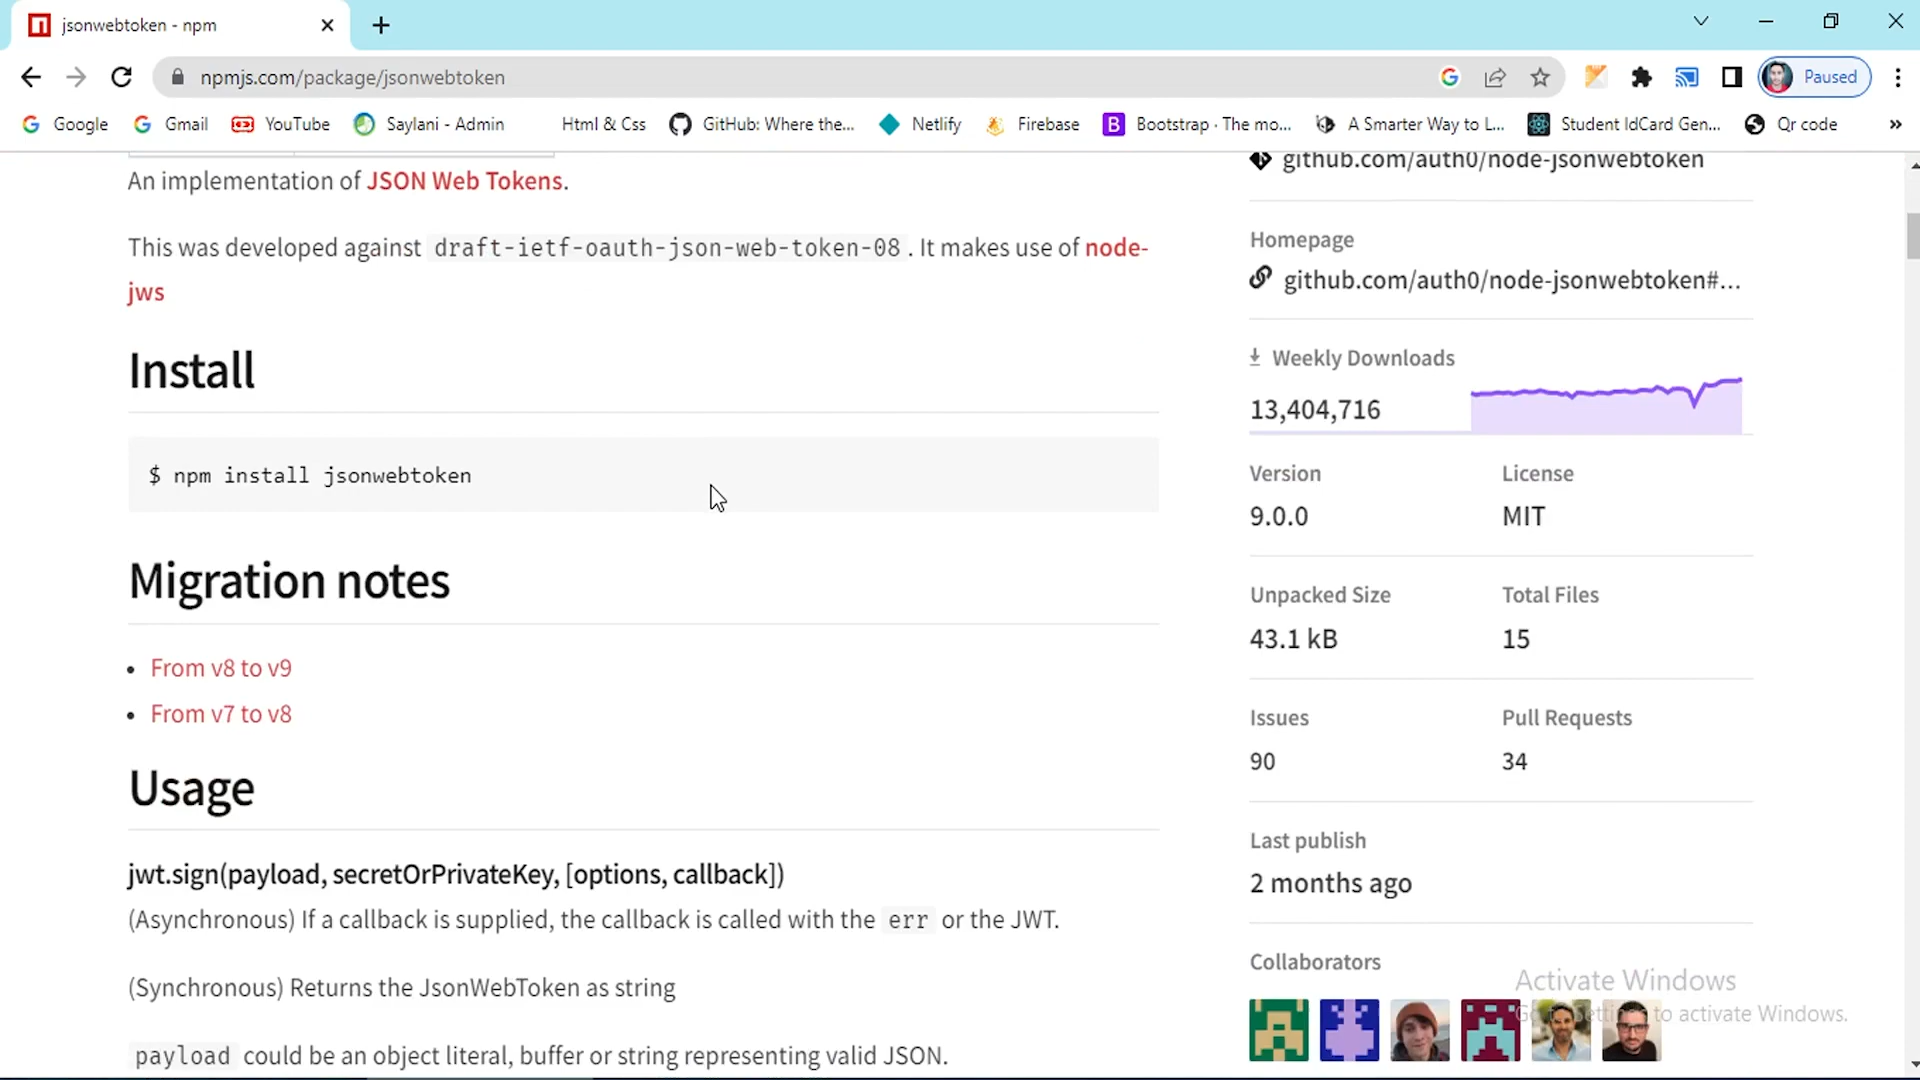 jsonwebtoken - npm
npmjs.com/package/jsonwebtoken
Paused
Google
Gmail
YouTube
Saylani - Admin
Html & Css
GitHub: Where the...
Netlify
Firebase
Bootstrap · The mo...
A Smarter Way to L...
Student IdCard Gen...
Qr code
»
An implementation of JSON Web Tokens.
This was developed against draft-ietf-oauth-json-web-token-08 . It makes use of node-
jws
Install
$ npm install jsonwebtoken
Migration notes
• From v8 to v9
• From v7 to v8
Usage
jwt.sign(payload, secretOrPrivateKey, [options, callback])
(Asynchronous) If a callback is supplied, the callback is called with the err or the JWT.
(Synchronous) Returns the JsonWebToken as string
payload could be an object literal, buffer or string representing valid JSON.
github.com/auth0/node-jsonwebtoken
Homepage
github.com/auth0/node-jsonwebtoken#...
Weekly Downloads
13,404,716
Version
License
9.0.0
MIT
Unpacked Size
Total Files
43.1 kB
15
Issues
Pull Requests
90
34
Last publish
2 months ago
Collaborators
Activate Windows
to activate Windows.